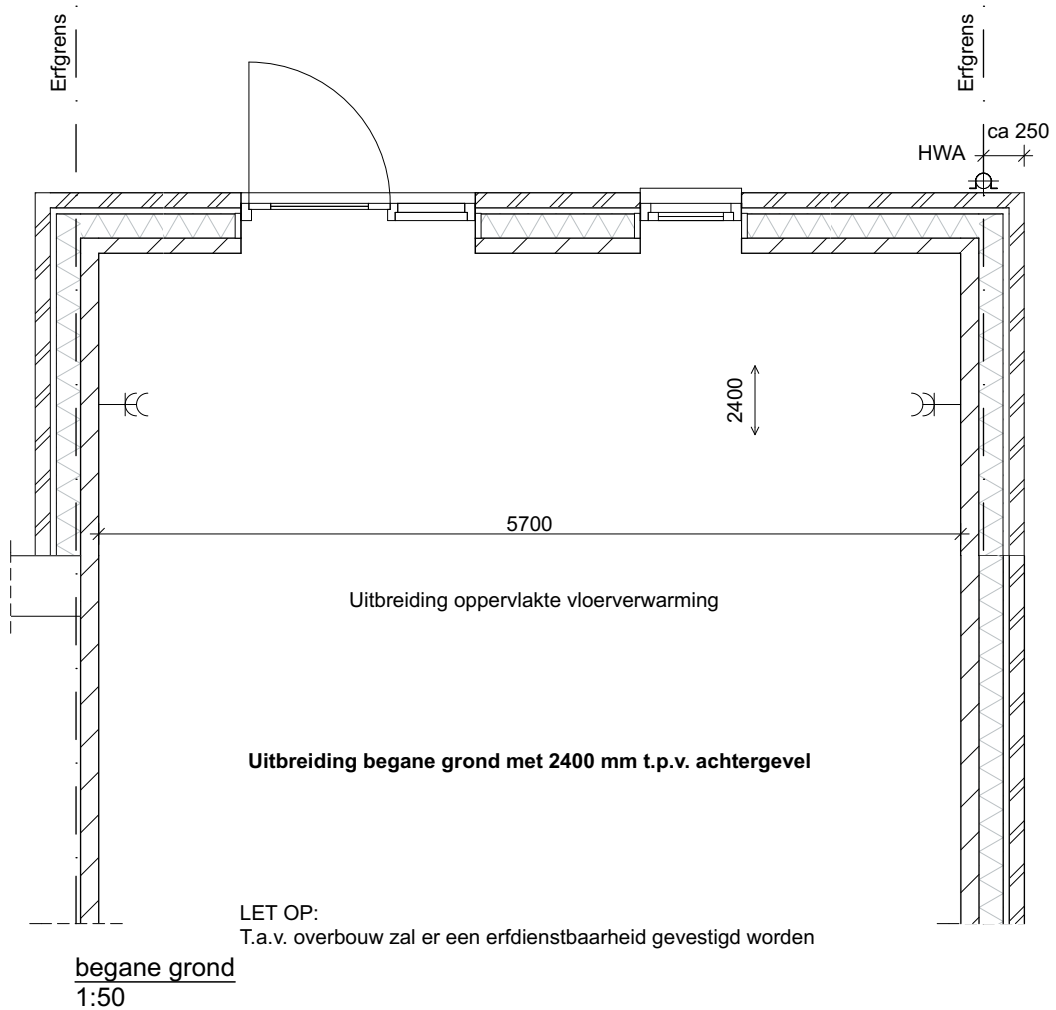 Erfgrens
Erfgrens
ca 250
HWA
2400
5700
Uitbreiding oppervlakte vloerverwarming
Uitbreiding begane grond met 2400 mm t.p.v. achtergevel
LET OP:
T.a.v. overbouw zal er een erfdienstbaarheid gevestigd worden
begane grond
1:50